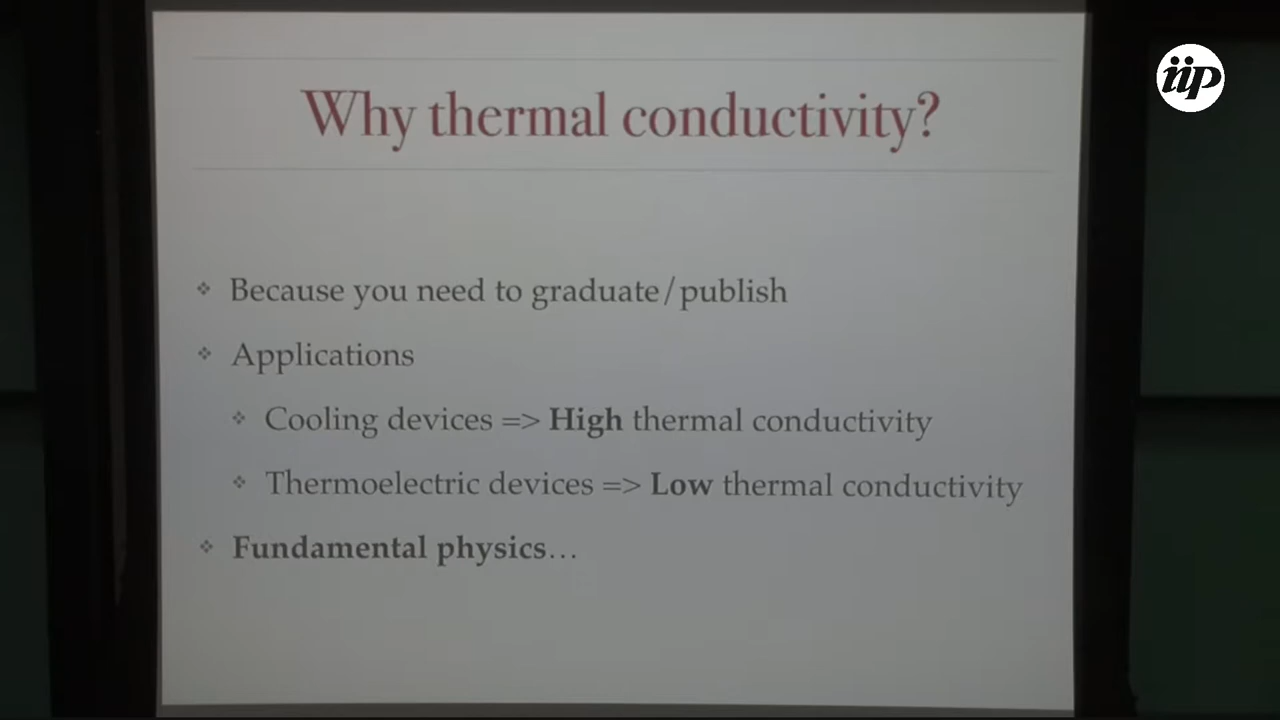 iip
Why thermal conductivity?
❖ Because you need to graduate/publish
❖ Applications
❖ Cooling devices => High thermal conductivity
❖ Thermoelectric devices => Low thermal conductivity
❖ Fundamental physics…